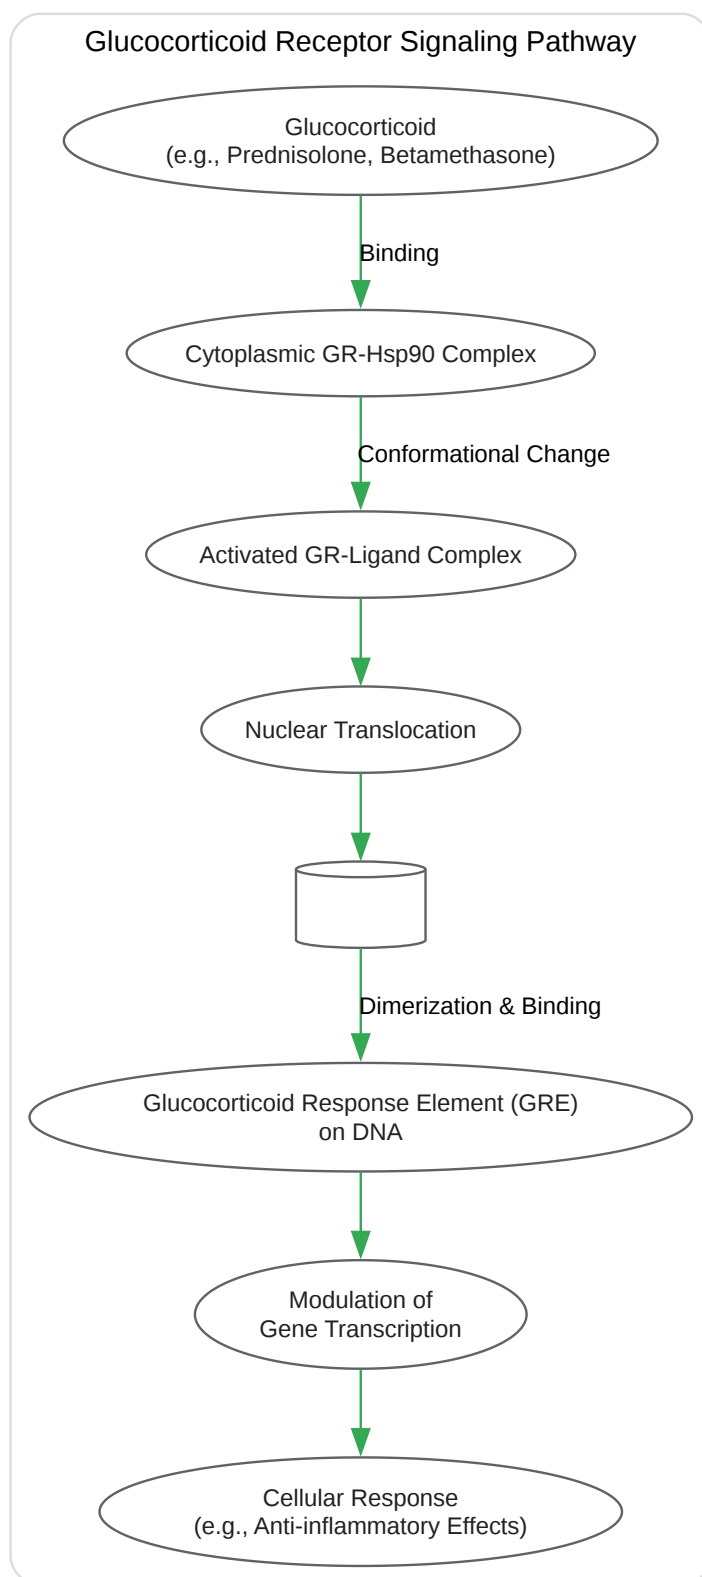 Glucocorticoid Receptor Signaling Pathway
Glucocorticoid
(e.g., Prednisolone, Betamethasone)
Binding
Cytoplasmic GR-Hsp90 Complex
Conformational Change
Activated GR-Ligand Complex
Nuclear Translocation
Dimerization & Binding
Glucocorticoid Response Element (GRE)
on DNA
Modulation of
Gene Transcription
Cellular Response
(e.g., Anti-inflammatory Effects)